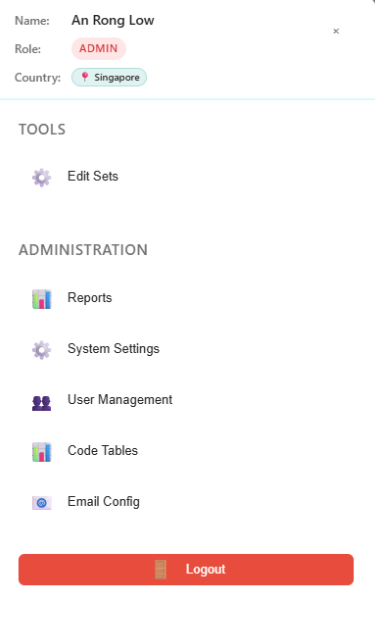 Name: An Rong Low
×
Role: ADMIN
Country: 📍 Singapore
TOOLS
Edit Sets
ADMINISTRATION
Reports
System Settings
User Management
Code Tables
Email Config
Logout